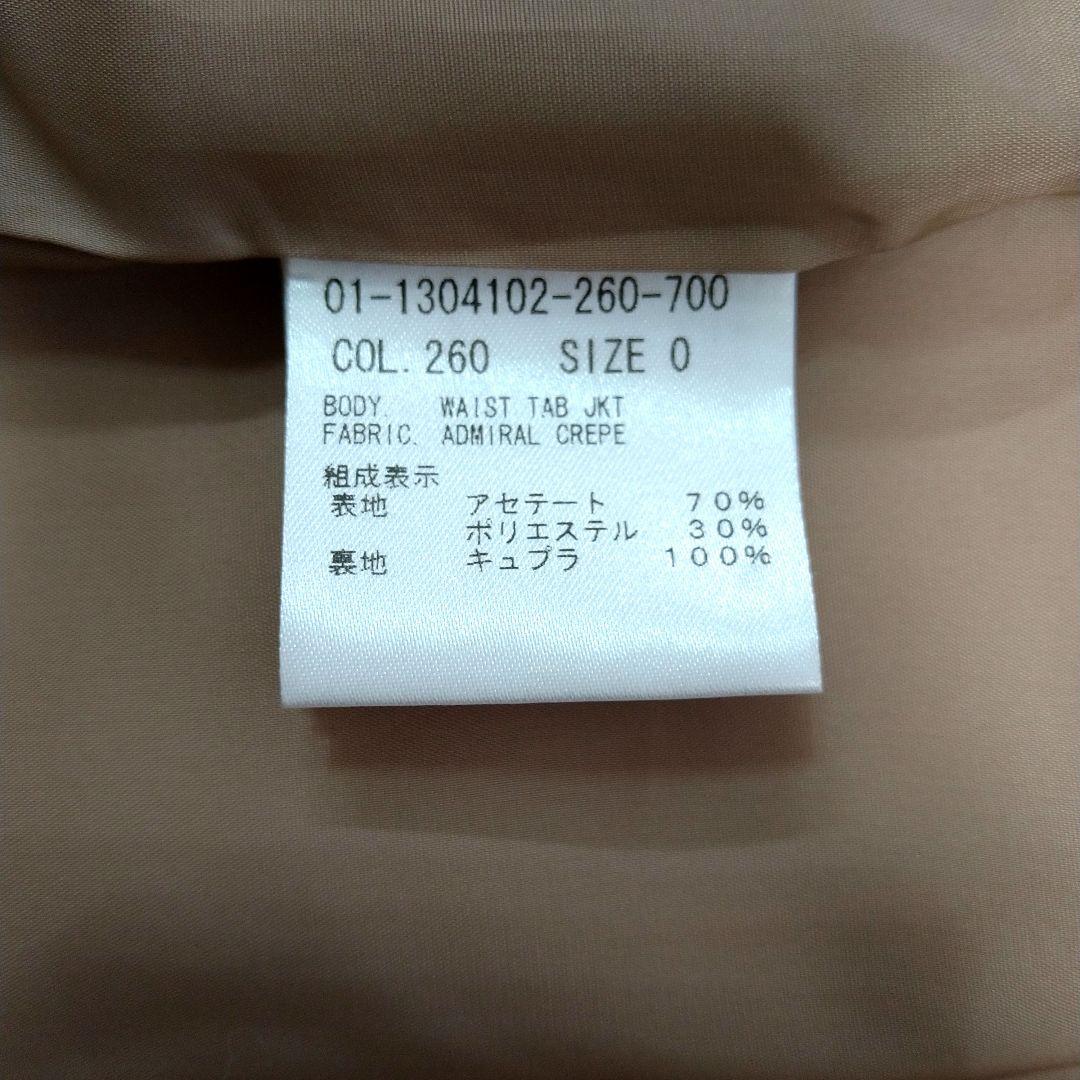 01-1304102-260-700
COL. 260 SIZE 0
BODY. WAIST TAB JKT
FABRIC. ADMIRAL CREPE
組成表示
表地 アセテート 70%
ポリエステル 30%
裏地 キュプラ 100%